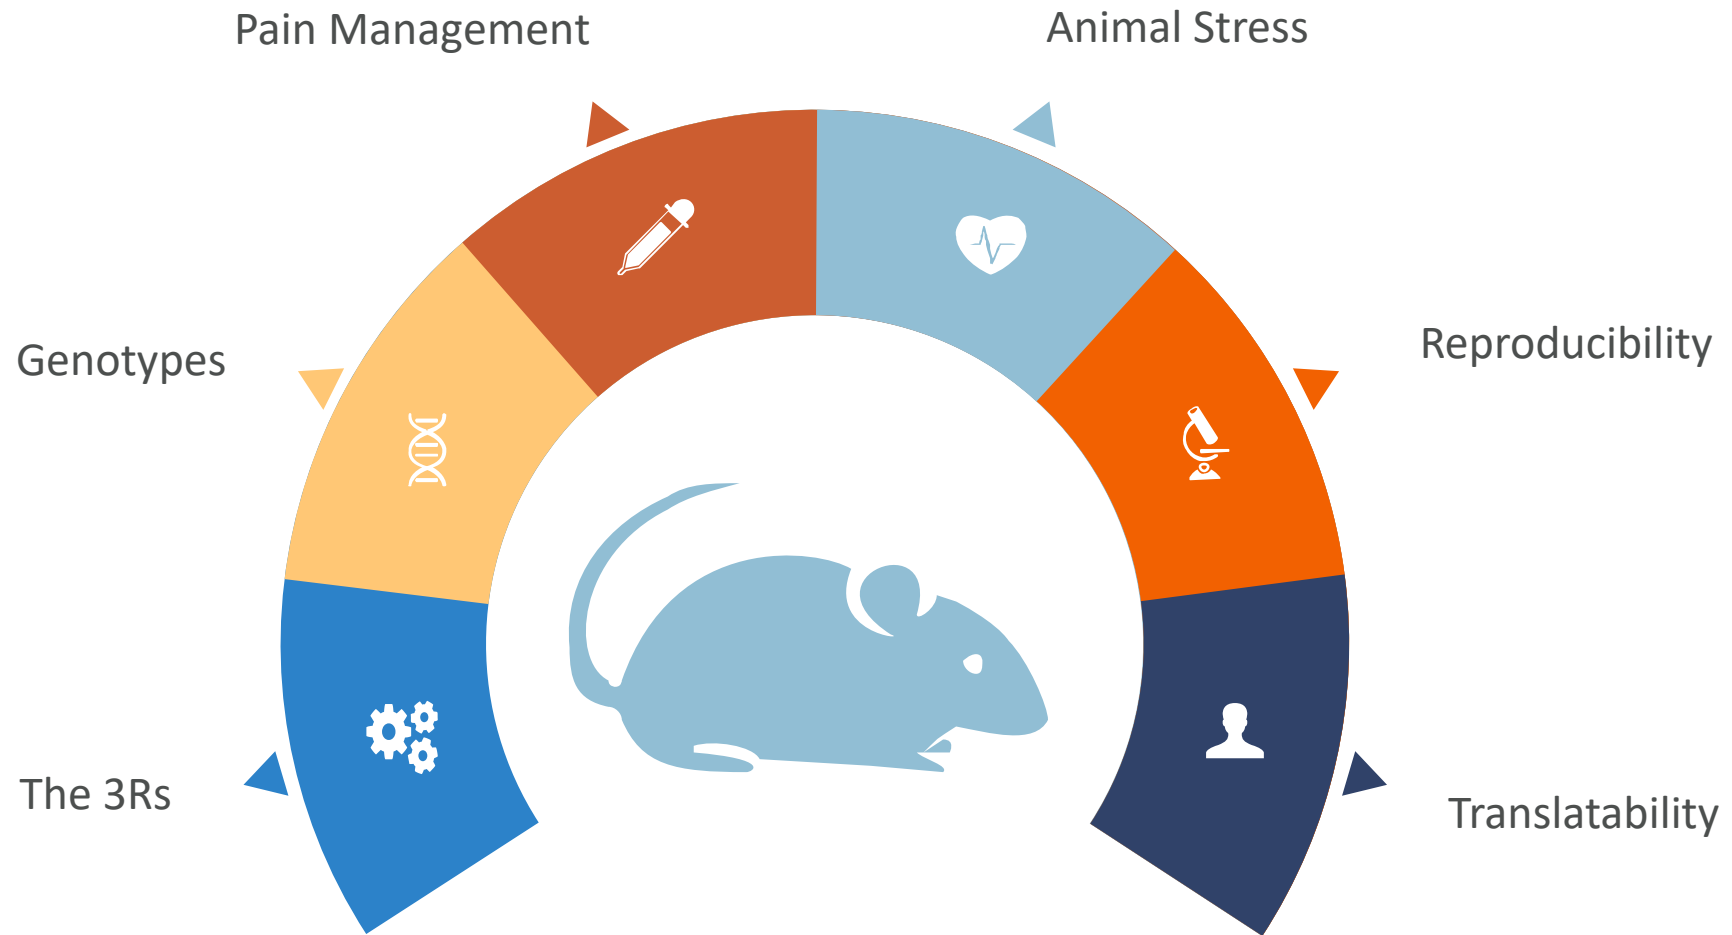 Pain Management
Animal Stress
Genotypes
Reproducibility
The 3Rs
Translatability